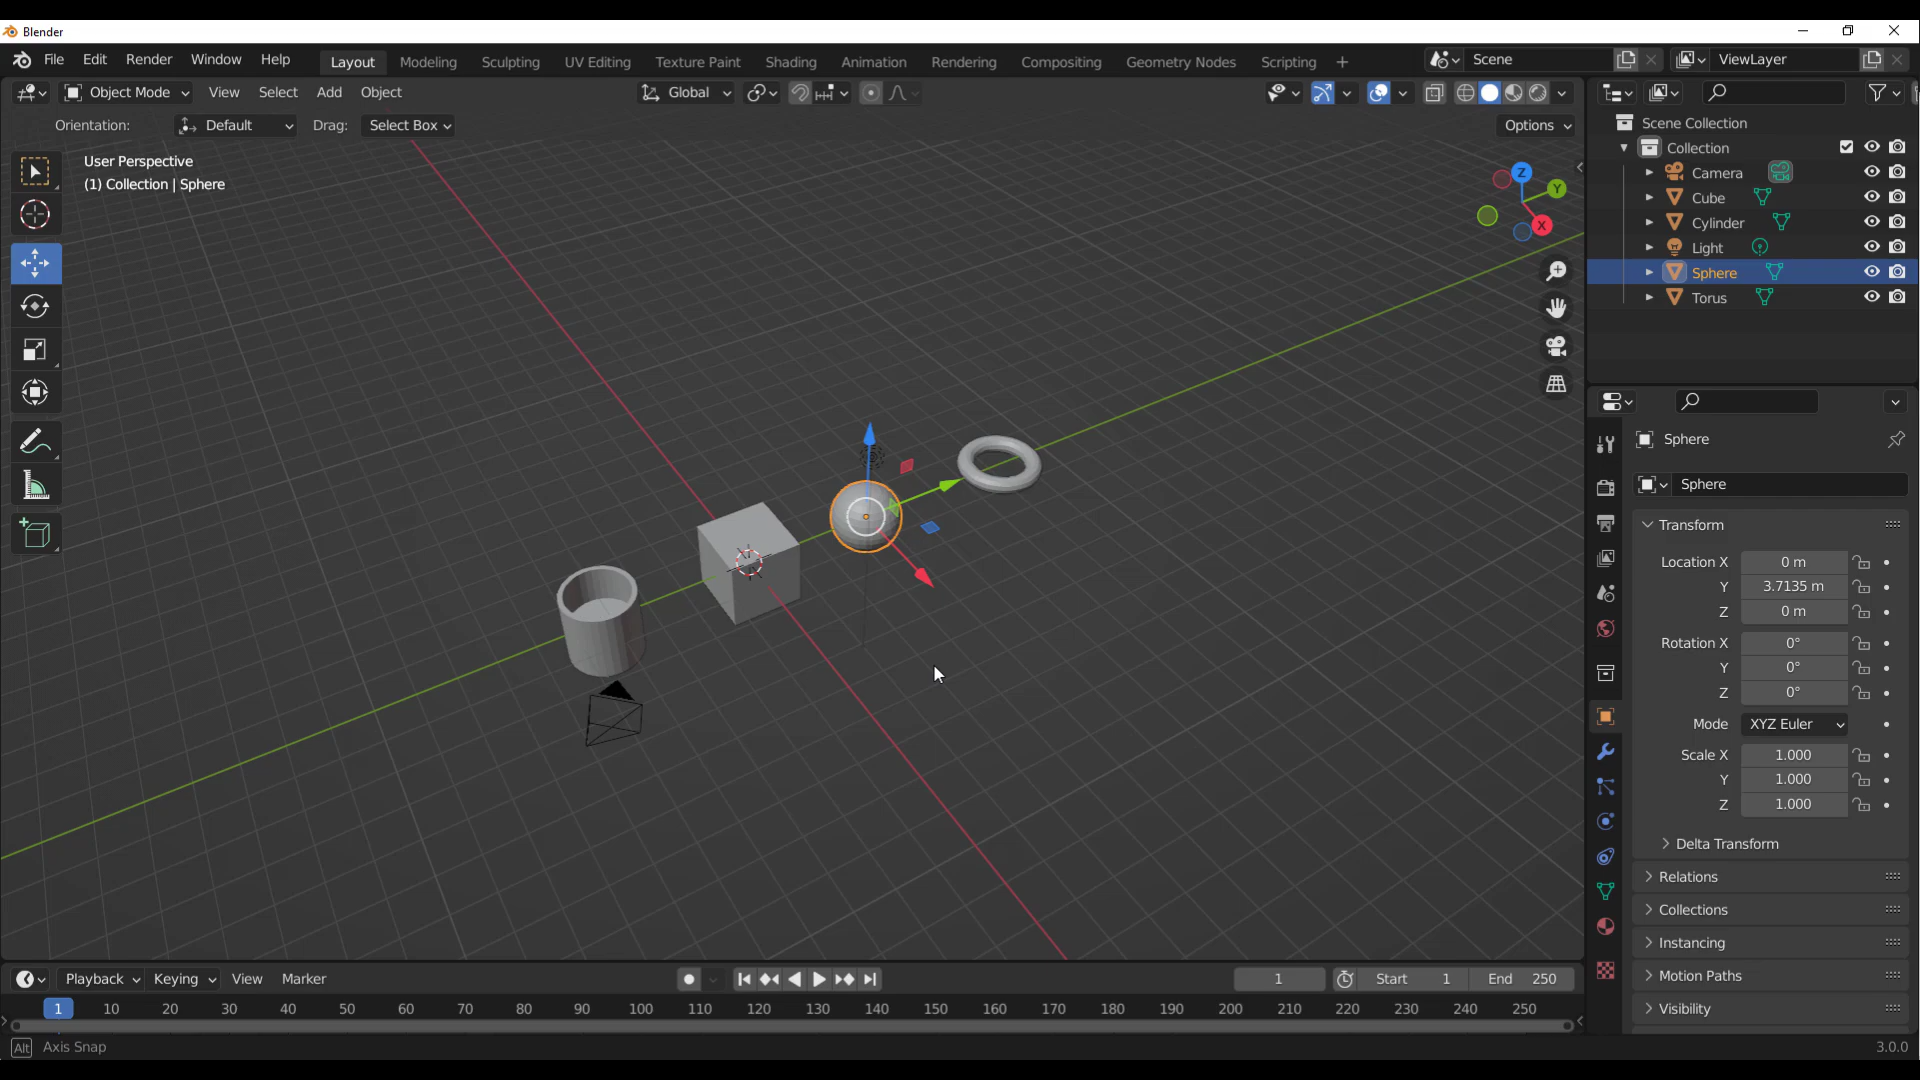 Blender
File Edit Render Window Help Layout Modeling Sculpting UV Editing Texture Paint Shading Animation Rendering Compositing Geometry Nodes Scripting + Scene ViewLayer
Object Mode View Select Add Object Global
Orientation: Default Drag: Select Box Options
User Perspective
(1) Collection | Sphere
Z
Y
X
Scene Collection
Collection
Camera
Cube
Cylinder
Light
Sphere
Torus
Sphere
Sphere
Transform
Location X 0 m
Y 3.7135 m
Z 0 m
Rotation X 0°
Y 0°
Z 0°
Mode XYZ Euler
Scale X 1.000
Y 1.000
Z 1.000
Delta Transform
Relations
Collections
Instancing
Motion Paths
Visibility
Playback Keying View Marker 1 Start 1 End 250
1 10 20 30 40 50 60 70 80 90 100 110 120 130 140 150 160 170 180 190 200 210 220 230 240 250
Alt Axis Snap 3.0.0